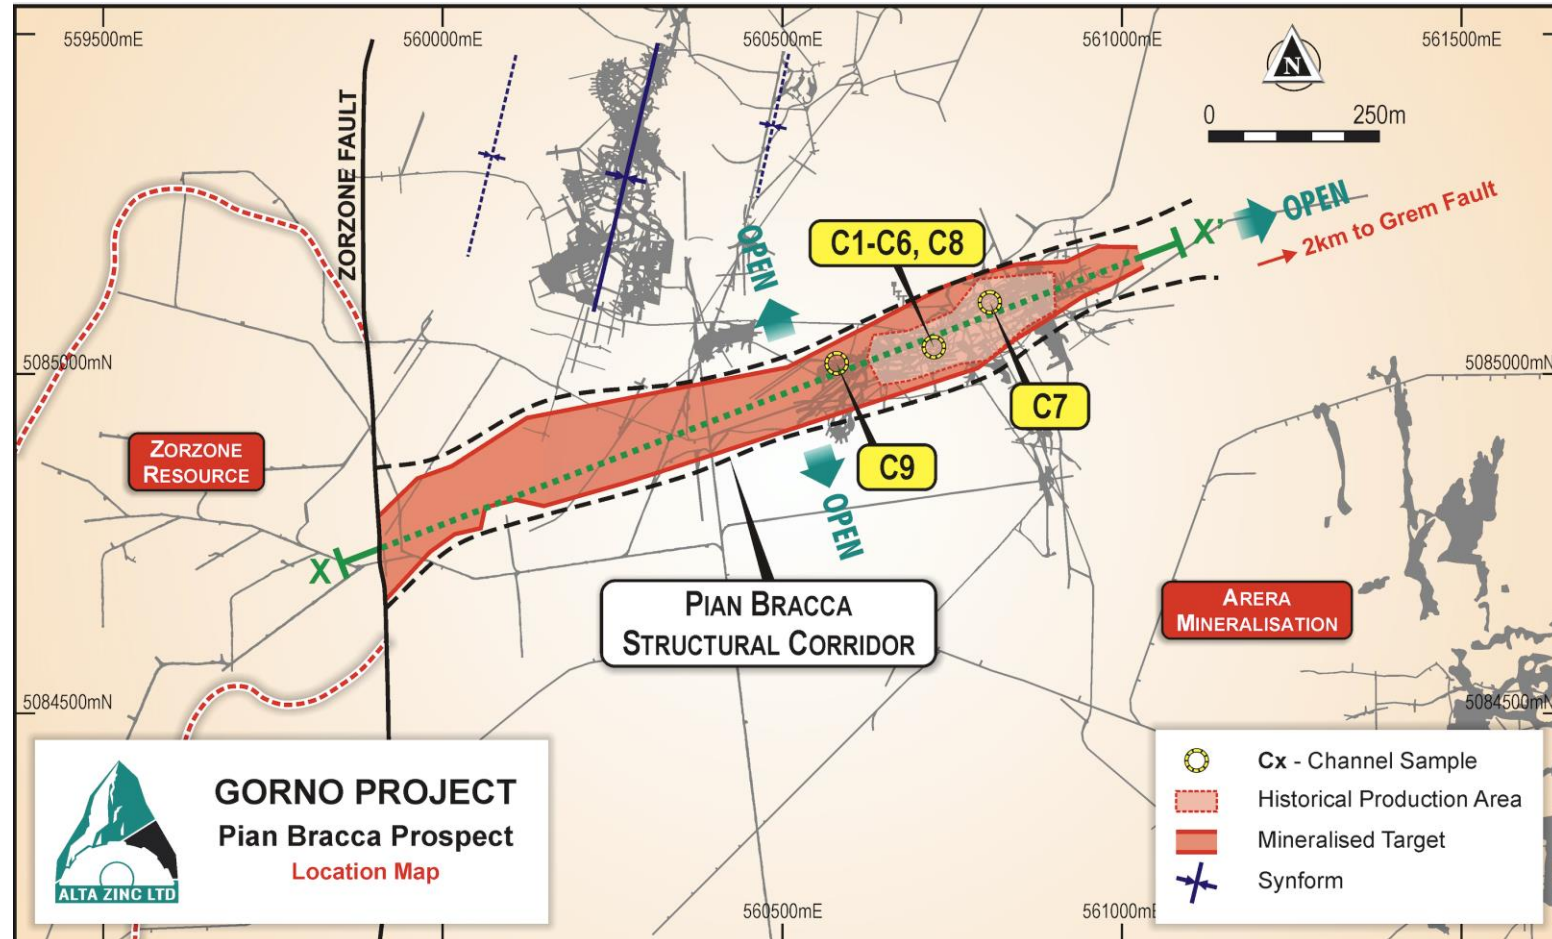 559500mE
560000mE
560500mE
561000mE
561500mE
N
0
250m
ZORZONE FAULT
OPEN
C1-C6, C8
X'
OPEN
2km to Grem Fault
5085000mN
5085000mN
C7
C9
ZORZONE
RESOURCE
OPEN
X
PIAN BRACCA
STRUCTURAL CORRIDOR
ARERA
MINERALISATION
5084500mN
5084500mN
GORNO PROJECT
Pian Bracca Prospect
Location Map
ALTA ZINC LTD
Cx - Channel Sample
Historical Production Area
Mineralised Target
Synform
560500mE
561000m